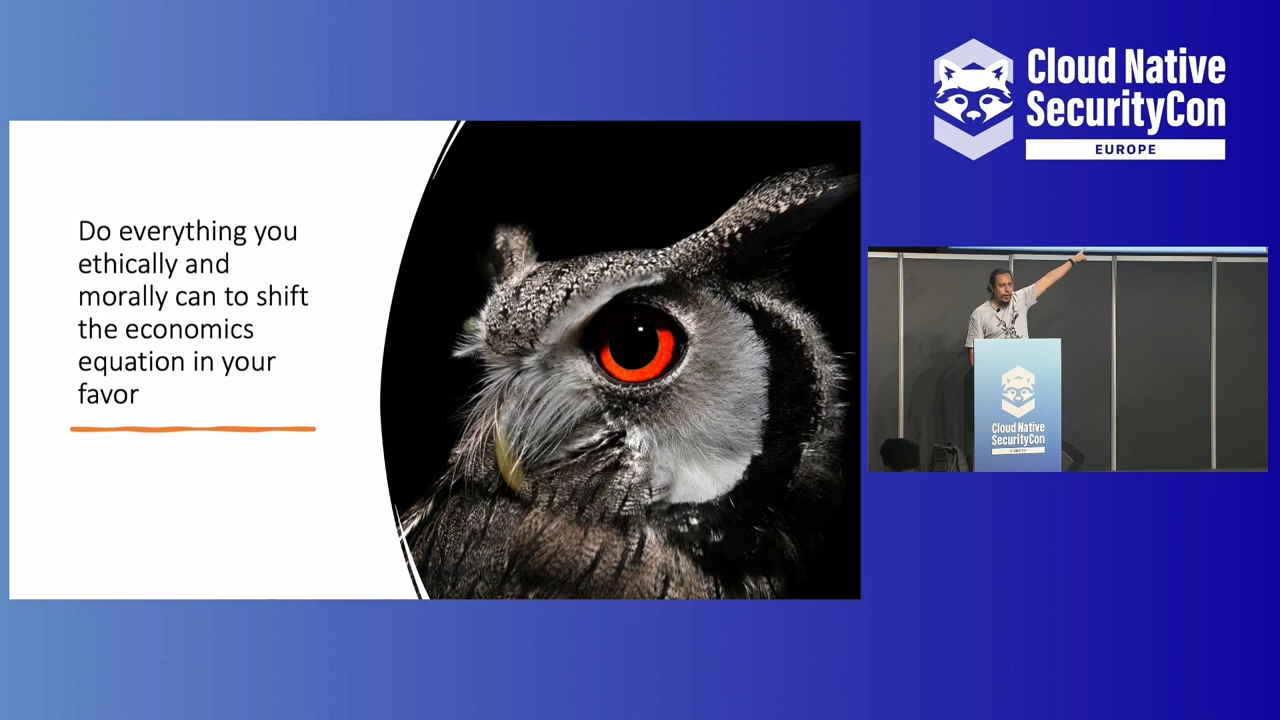 Do everything you
ethically and
morally can to shift
the economics
equation in your
favor
Cloud Native
SecurityCon
EUROPE
Cloud Native
SecurityCon
EUROPE